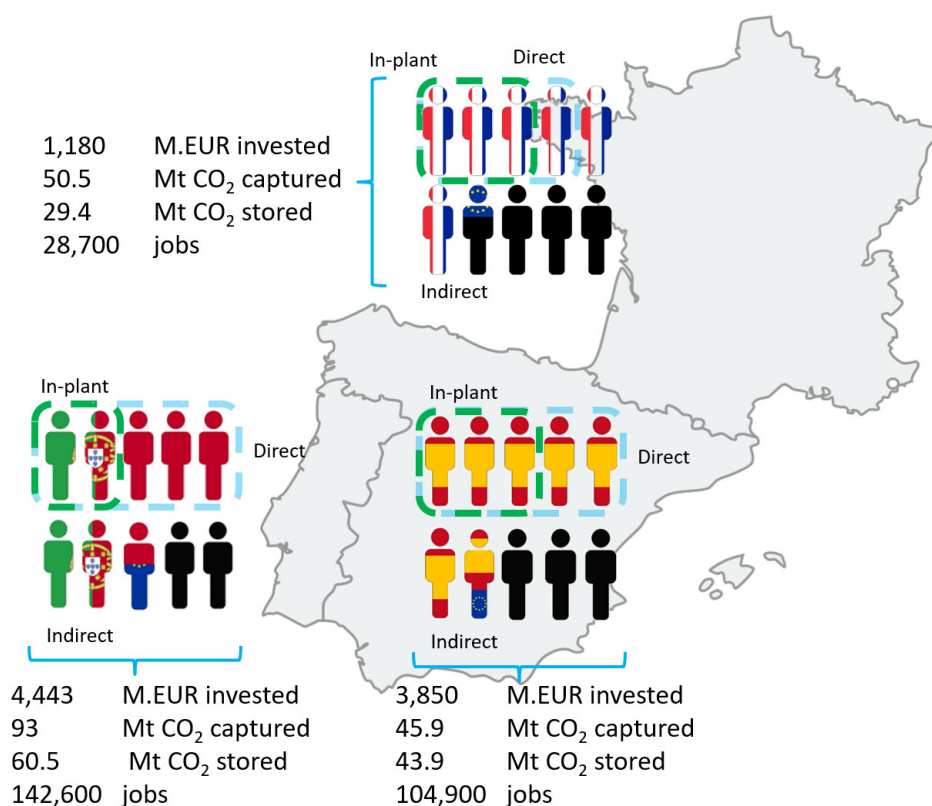 In-plant
Direct
1,180 M.EUR invested
50.5 Mt CO₂ captured
29.4 Mt CO₂ stored
28,700 jobs
Indirect
In-plant
Direct
Indirect
4,443 M.EUR invested
93 Mt CO₂ captured
60.5 Mt CO₂ stored
142,600 jobs
In-plant
Direct
Indirect
3,850 M.EUR invested
45.9 Mt CO₂ captured
43.9 Mt CO₂ stored
104,900 jobs